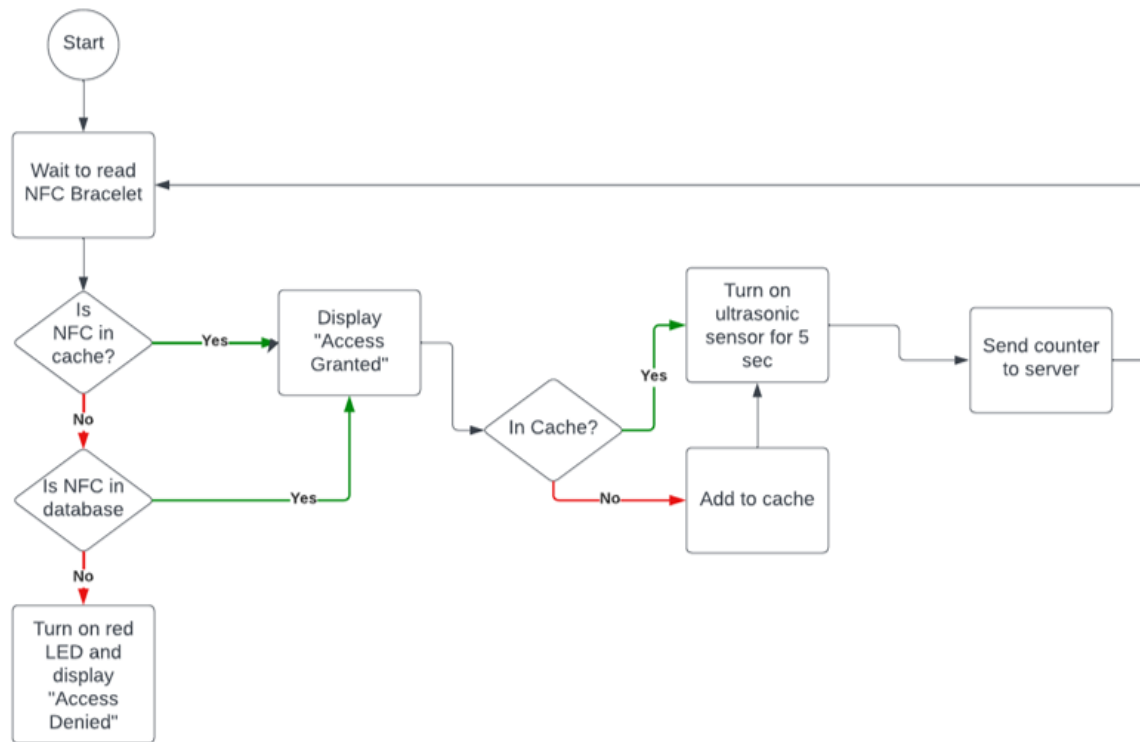 Start
Wait to read
NFC Bracelet
Is
NFC in
cache?
Yes
No
Is NFC in
database
Yes
No
Turn on red
LED and
display
"Access
Denied"
Display
"Access
Granted"
In Cache?
Yes
No
Add to cache
Turn on
ultrasonic
sensor for 5
sec
Send counter
to server